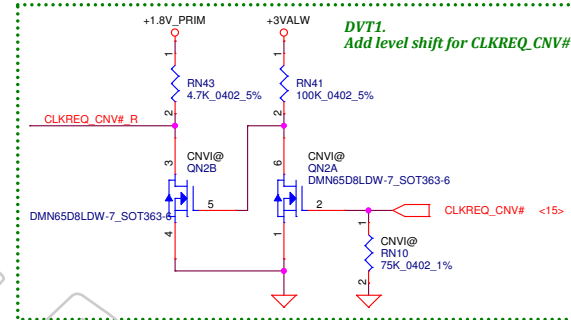 +1.8V_PRIM
+3VALW
DVT1.
Add level shift for CLKREQ_CNV#
1
1
RN43
4.7K_0402_5%
RN41
100K_0402_5%
2
2
CLKREQ_CNV#_R
3
CNVI@
QN2B
6
CNVI@
QN2A
DMN65D8LDW-7_SOT363-6
5
2
CLKREQ_CNV# <15>
DMN65D8LDW-7_SOT363-6
4
1
1
CNVI@
RN10
75K_0402_1%
2